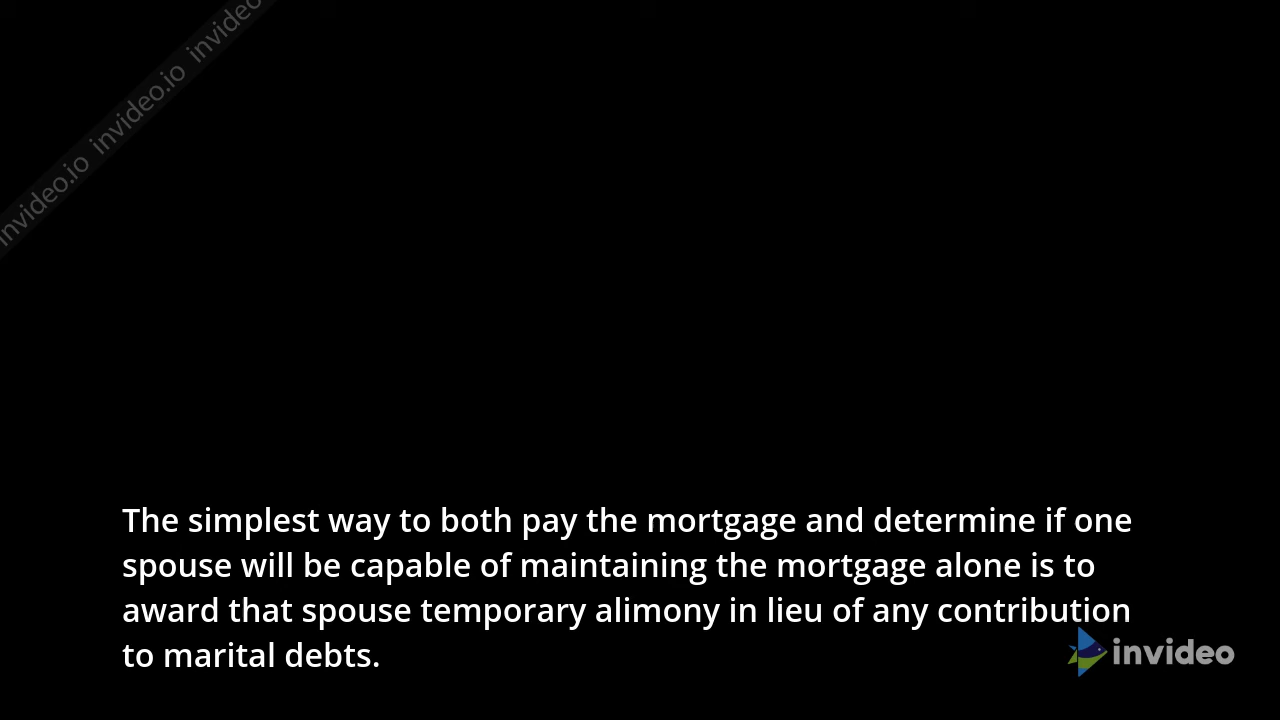 invideo.io invideo.io invideo
The simplest way to both pay the mortgage and determine if one
spouse will be capable of maintaining the mortgage alone is to
award that spouse temporary alimony in lieu of any contribution
to marital debts.
invideo